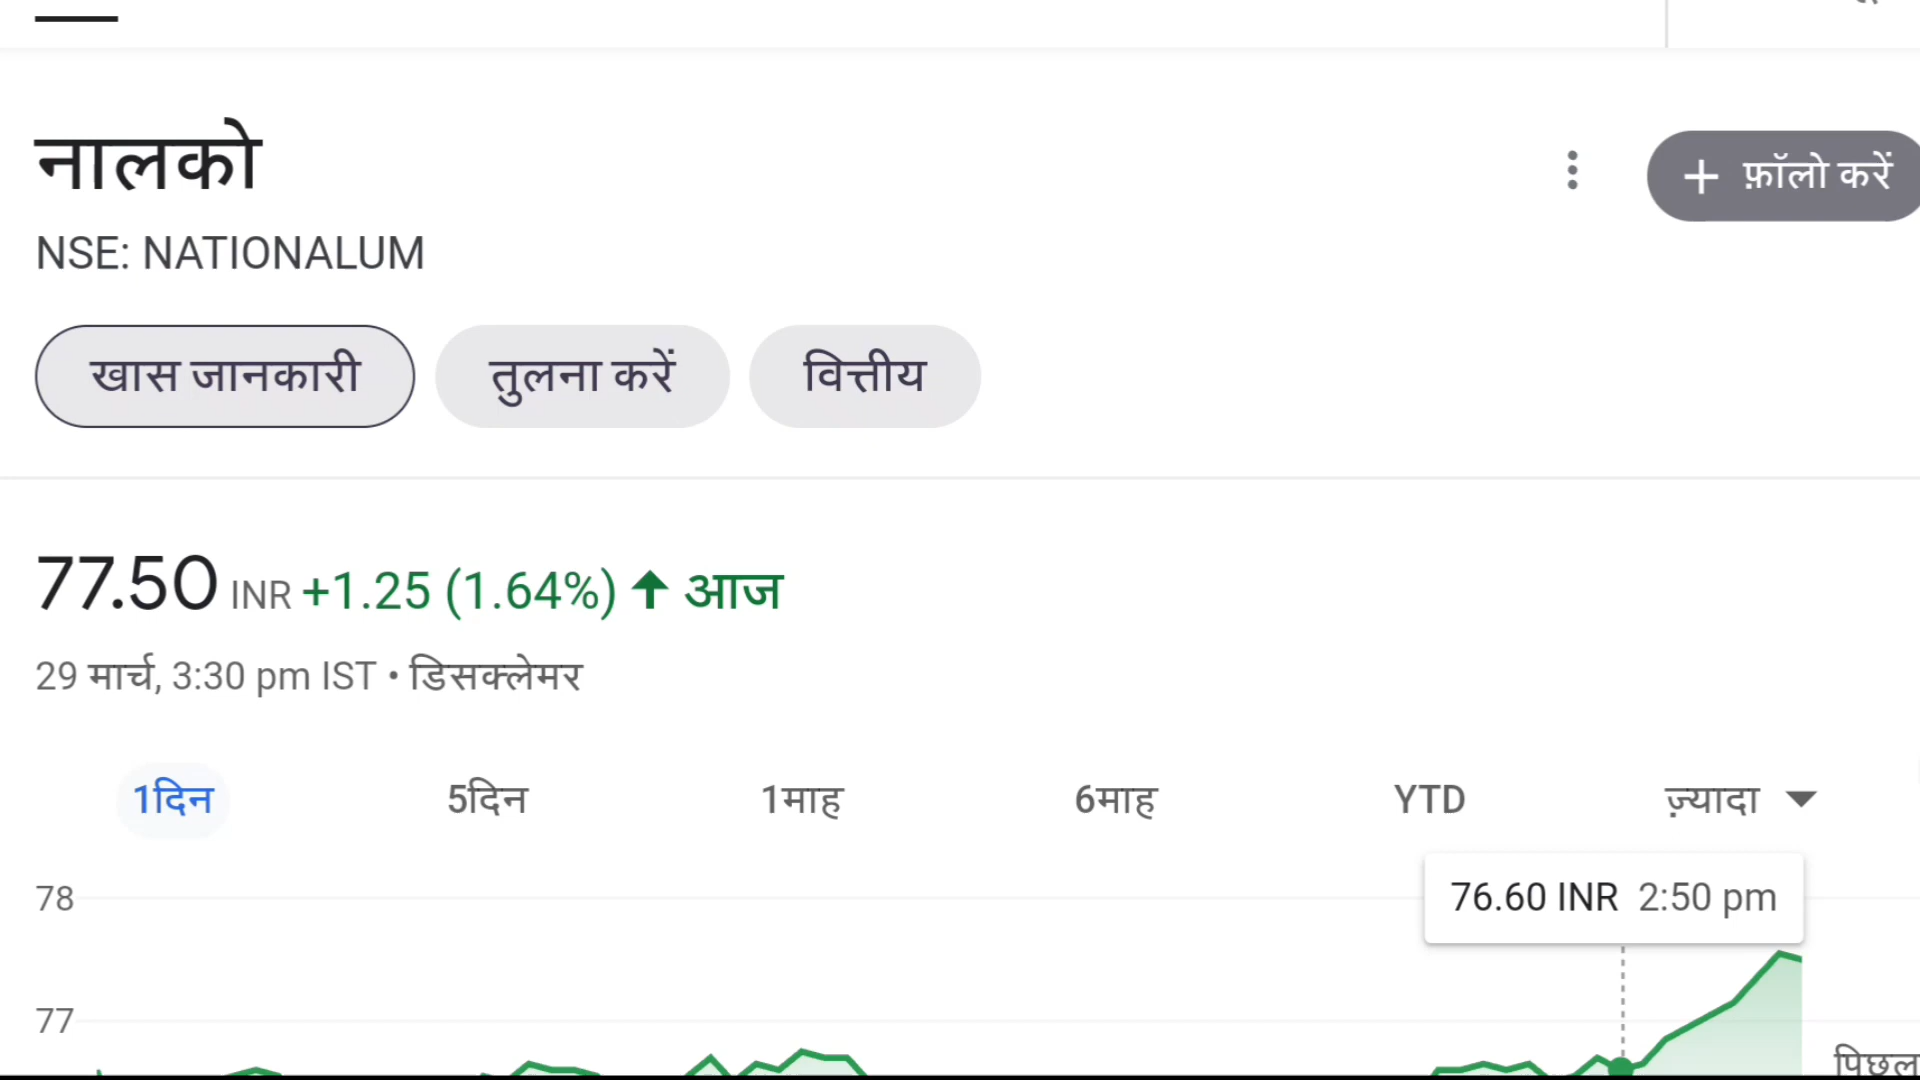 नालको
फ़ॉलो करें
NSE: NATIONALUM
खास जानकारी तुलना करें वित्तीय
77.50 INR +1.25 (1.64%) आज
29 मार्च, 3:30 pm IST • डिसक्लेमर
1दिन 5दिन 1माह 6माह YTD ज़्यादा
78
76.60 INR 2:50 pm
77